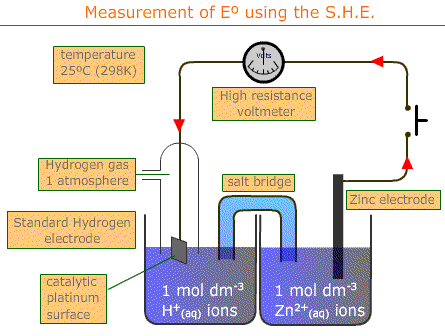 Measurement of Eº using the S.H.E.
temperature
25ºC (298K)
volts
High resistance
voltmeter
Hydrogen gas
1 atmosphere
salt bridge
Zinc electrode
Standard Hydrogen
electrode
catalytic
platinum
surface
1 mol dm⁻³
H⁺(aq) ions
1 mol dm⁻³
Zn²⁺(aq) ions